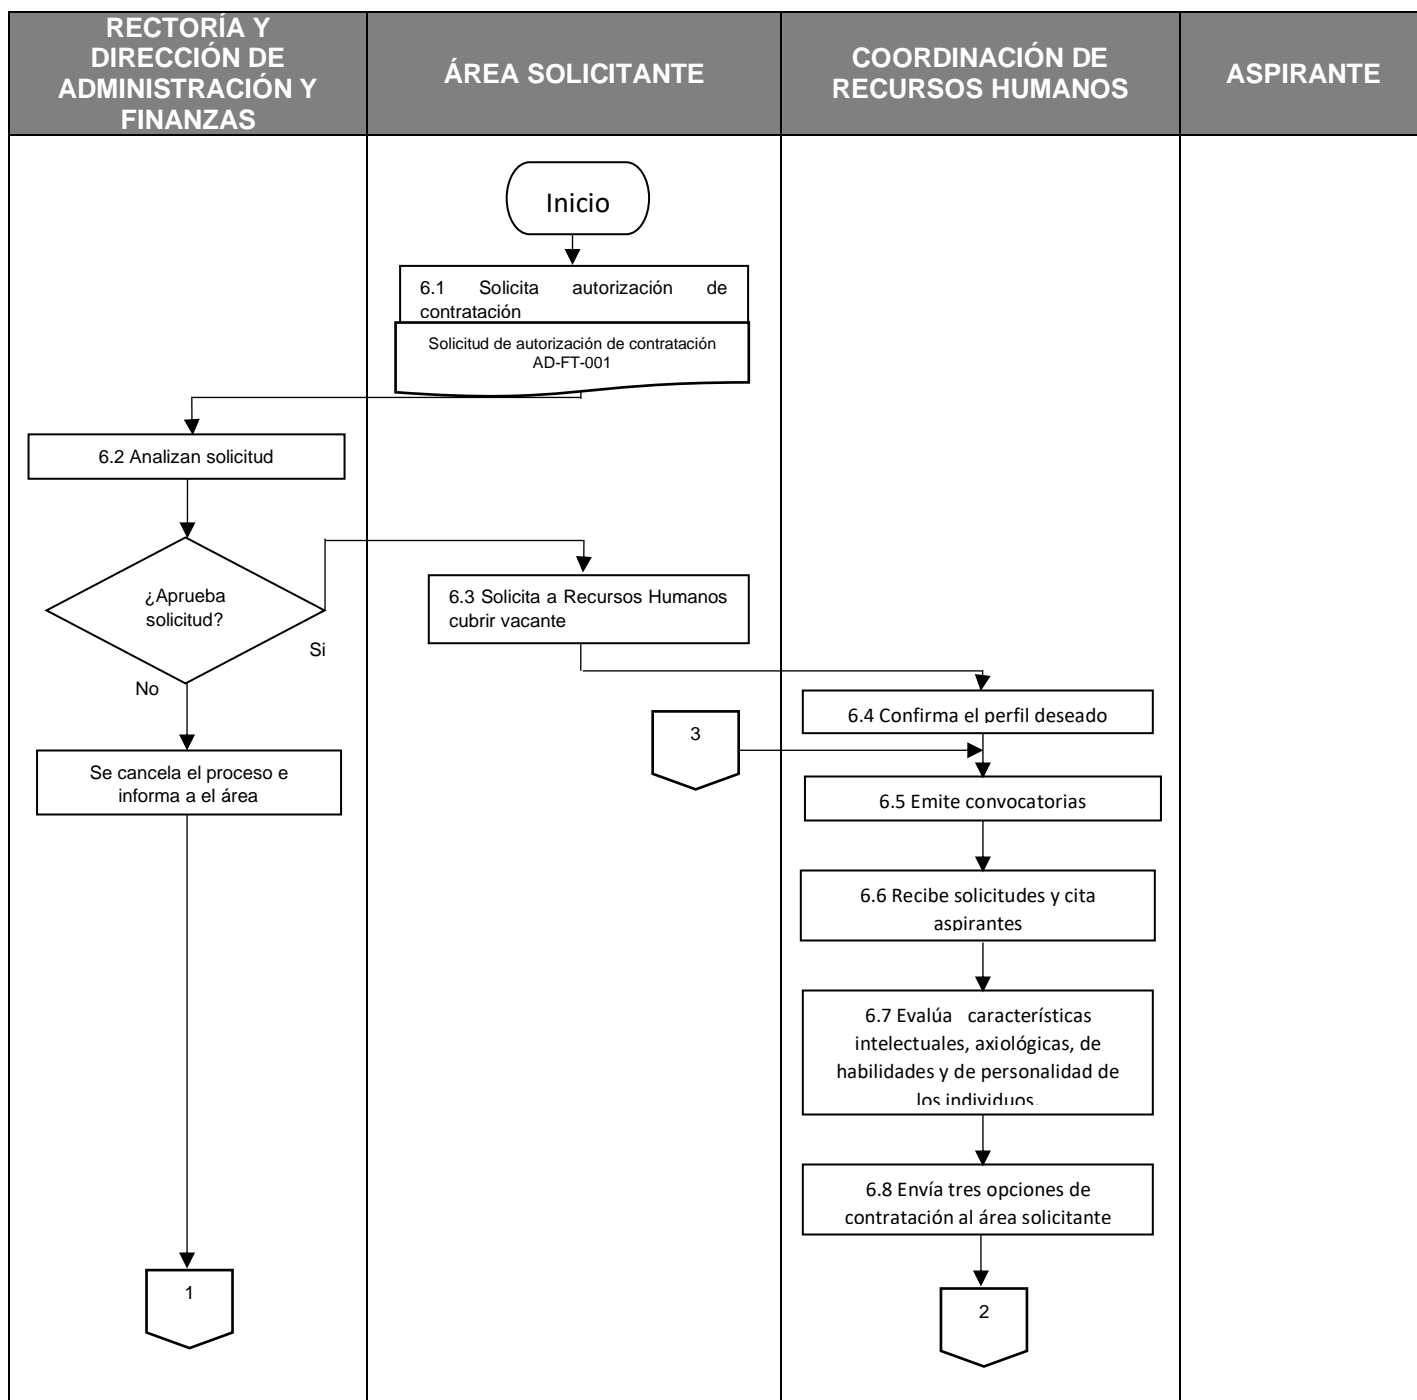 RECTORÍA Y
DIRECCIÓN DE
ADMINISTRACIÓN Y
FINANZAS
ÁREA SOLICITANTE
COORDINACIÓN DE
RECURSOS HUMANOS
ASPIRANTE
Inicio
6.1 Solicita autorización de
contratación
Solicitud de autorización de contratación
AD-FT-001
6.2 Analizan solicitud
¿Aprueba
solicitud?
Si
No
6.3 Solicita a Recursos Humanos
cubrir vacante
6.4 Confirma el perfil deseado
3
Se cancela el proceso e
informa a el área
6.5 Emite convocatorias
6.6 Recibe solicitudes y cita
aspirantes
6.7 Evalúa características
intelectuales, axiológicas, de
habilidades y de personalidad de
los individuos.
6.8 Envía tres opciones de
contratación al área solicitante
1
2